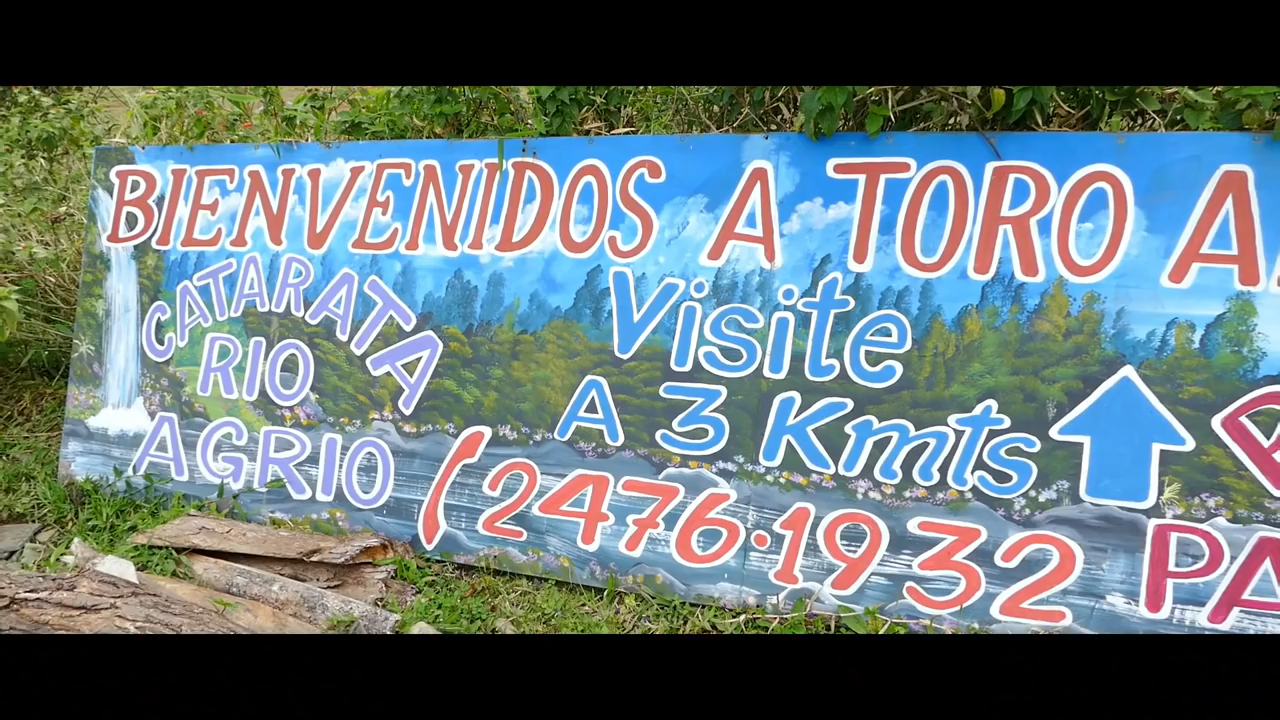 BIENVENIDOS A TORO
CATARATA
RIO
AGRIO
Visite
A 3 Kmts
2476·1932